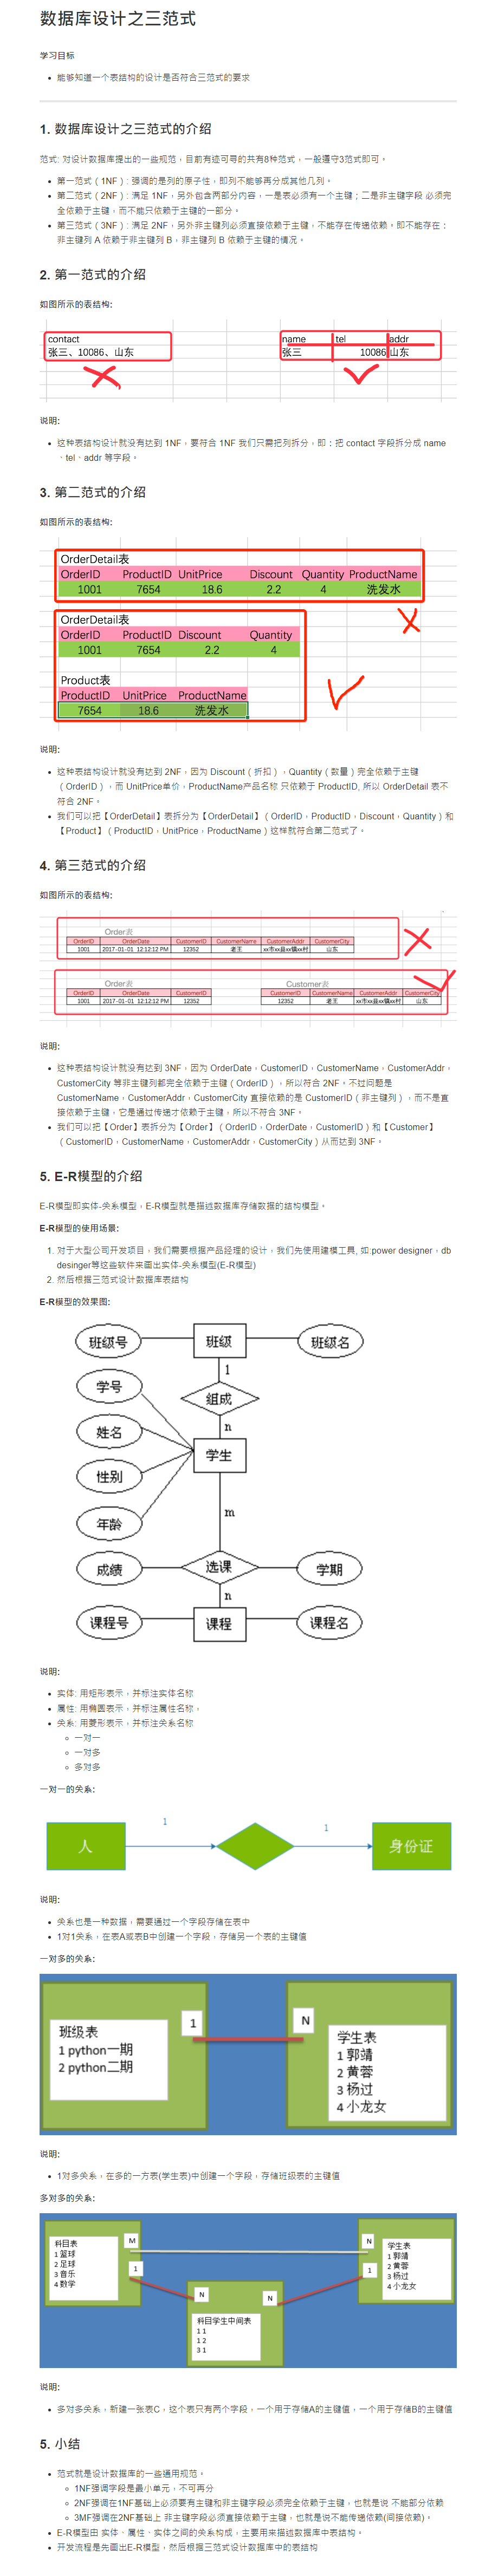 数据库设计之三范式
学习目标
能够知道一个表结构的设计是否符合三范式的要求
1. 数据库设计之三范式的介绍
范式: 对设计数据库提出的一些规范，目前有迹可寻的共有8种范式，一般遵守3范式即可。
第一范式（1NF）: 强调的是列的原子性，即列不能够再分成其他几列。
第二范式（2NF）: 满足 1NF，另外包含两部分内容，一是表必须有一个主键；二是非主键字段 必须完
全依赖于主键，而不能只依赖于主键的一部分。
第三范式（3NF）: 满足 2NF，另外非主键列必须直接依赖于主键，不能存在传递依赖。即不能存在：
非主键列 A 依赖于非主键列 B，非主键列 B 依赖于主键的情况。
2. 第一范式的介绍
如图所示的表结构:
contact
张三、10086、山东
name tel addr
张三 10086 山东
说明:
这种表结构设计就没有达到 1NF，要符合 1NF 我们只需把列拆分，即：把 contact 字段拆分成 name
、tel、addr 等字段。
3. 第二范式的介绍
如图所示的表结构:
OrderDetail表
OrderID ProductID UnitPrice Discount Quantity ProductName
1001 7654 18.6 2.2 4 洗发水
OrderDetail表
OrderID ProductID Discount Quantity
1001 7654 2.2 4
Product表
ProductID UnitPrice ProductName
7654 18.6 洗发水
说明:
这种表结构设计就没有达到 2NF，因为 Discount（折扣），Quantity（数量）完全依赖于主键
（OrderID），而 UnitPrice单价，ProductName产品名称 只依赖于 ProductID, 所以 OrderDetail 表不
符合 2NF。
我们可以把【OrderDetail】表拆分为【OrderDetail】（OrderID，ProductID，Discount，Quantity）和
【Product】（ProductID，UnitPrice，ProductName）这样就符合第二范式了。
4. 第三范式的介绍
如图所示的表结构:
Order表
OrderID OrderDate CustomerID CustomerName CustomerAddr CustomerCity
1001 2017-01-01 12:12:12 PM 12352 老王 xx市xx县xx镇xx村 山东
Order表 Customer表
OrderID OrderDate CustomerID CustomerID CustomerName CustomerAddr CustomerCity
1001 2017-01-01 12:12:12 PM 12352 12352 老王 xx市xx县xx镇xx村 山东
说明:
这种表结构设计就没有达到 3NF，因为 OrderDate，CustomerID，CustomerName，CustomerAddr，
CustomerCity 等非主键列都完全依赖于主键（OrderID），所以符合 2NF。不过问题是
CustomerName，CustomerAddr，CustomerCity 直接依赖的是 CustomerID（非主键列），而不是直
接依赖于主键，它是通过传递才依赖于主键，所以不符合 3NF。
我们可以把【Order】表拆分为【Order】（OrderID，OrderDate，CustomerID）和【Customer】
（CustomerID，CustomerName，CustomerAddr，CustomerCity）从而达到 3NF。
5. E-R模型的介绍
E-R模型即实体-关系模型，E-R模型就是描述数据库存储数据的结构模型。
E-R模型的使用场景:
1. 对于大型公司开发项目，我们需要根据产品经理的设计，我们先使用建模工具, 如:power designer，db
desinger等这些软件来画出实体-关系模型(E-R模型)
2. 然后根据三范式设计数据库表结构
E-R模型的效果图:
班级号 班级 班级名
1
学号
组成
n
姓名
学生
性别
m
年龄
成绩 选课 学期
n
课程号 课程 课程名
说明:
实体: 用矩形表示，并标注实体名称
属性: 用椭圆表示，并标注属性名称，
关系: 用菱形表示，并标注关系名称
一对一
一对多
多对多
一对一的关系:
人 1 1 身份证
说明:
关系也是一种数据，需要通过一个字段存储在表中
1对1关系，在表A或表B中创建一个字段，存储另一个表的主键值
一对多的关系:
班级表
1 python一期
2 python二期
1 N
学生表
1 郭靖
2 黄蓉
3 杨过
4 小龙女
说明:
1对多关系，在多的一方表(学生表)中创建一个字段，存储班级表的主键值
多对多的关系:
科目表
1 篮球
2 足球
3 音乐
4 数学
M N
1 1
学生表
1 郭靖
2 黄蓉
3 杨过
4 小龙女
N N
科目学生中间表
1 1
1 2
3 1
说明:
多对多关系，新建一张表C，这个表只有两个字段，一个用于存储A的主键值，一个用于存储B的主键值
5. 小结
范式就是设计数据库的一些通用规范。
1NF强调字段是最小单元，不可再分
2NF强调在1NF基础上必须要有主键和非主键字段必须完全依赖于主键，也就是说 不能部分依赖
3MF强调在2NF基础上 非主键字段必须直接依赖于主键，也就是说不能传递依赖(间接依赖)。
E-R模型由 实体、属性、实体之间的关系构成，主要用来描述数据库中表结构。
开发流程是先画出E-R模型，然后根据三范式设计数据库中的表结构